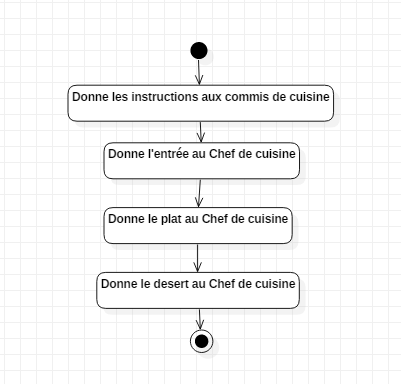 Donne les instructions aux commis de cuisine
Donne l'entrée au Chef de cuisine
Donne le plat au Chef de cuisine
Donne le desert au Chef de cuisine